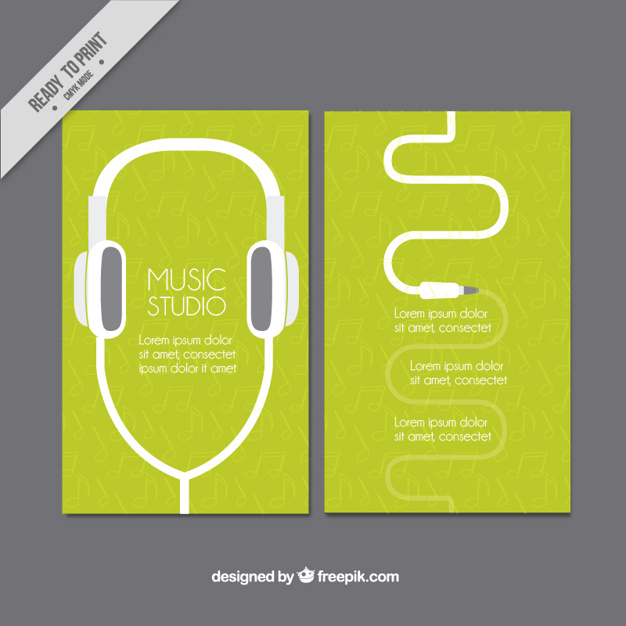 READY TO PRINT
CMYK MODE
MUSIC
STUDIO
Lorem ipsum dolor
sit amet, consectet
ipsum dolor it amet
Lorem ipsum dolor
sit amet, consectet
Lorem ipsum dolor
sit amet, consectet
Lorem ipsum dolor
sit amet, consectet
designed by freepik.com